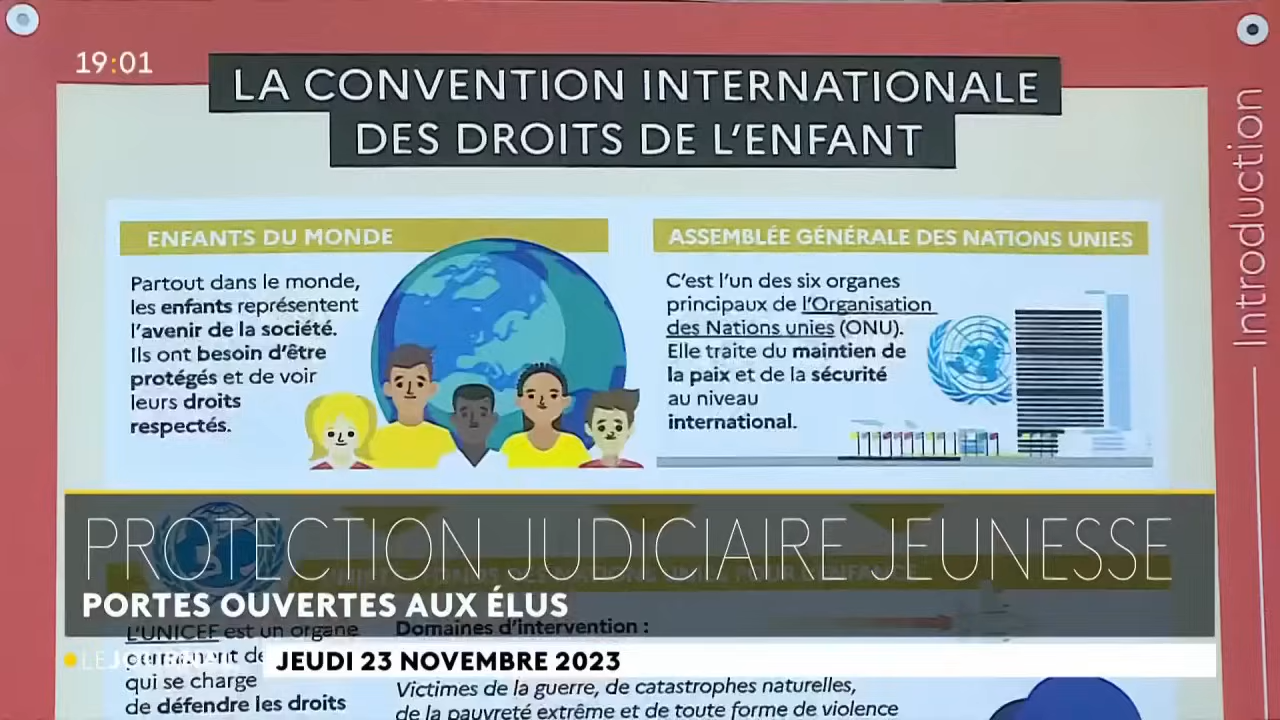 19:01
LA CONVENTION INTERNATIONALE
DES DROITS DE L'ENFANT
Introduction
ENFANTS DU MONDE
Partout dans le monde,
les enfants représentent
l'avenir de la société.
Ils ont besoin d'être
protégés et de voir
leurs droits
respectés.
ASSEMBLÉE GÉNÉRALE DES NATIONS UNIES
C'est l'un des six organes
principaux de l'Organisation
des Nations unies (ONU).
Elle traite du maintien de
la paix et de la sécurité
au niveau
international.
PROTECTION JUDICIAIRE JEUNESSE
PORTES OUVERTES AUX ÉLUS
L'UNICEF est un organe
permanent de
qui se charge
de défendre les droits
Domaines d'intervention :
Victimes de la guerre, de catastrophes naturelles,
de la pauvreté extrême et de toute forme de violence
LE JOURNAL
JEUDI 23 NOVEMBRE 2023